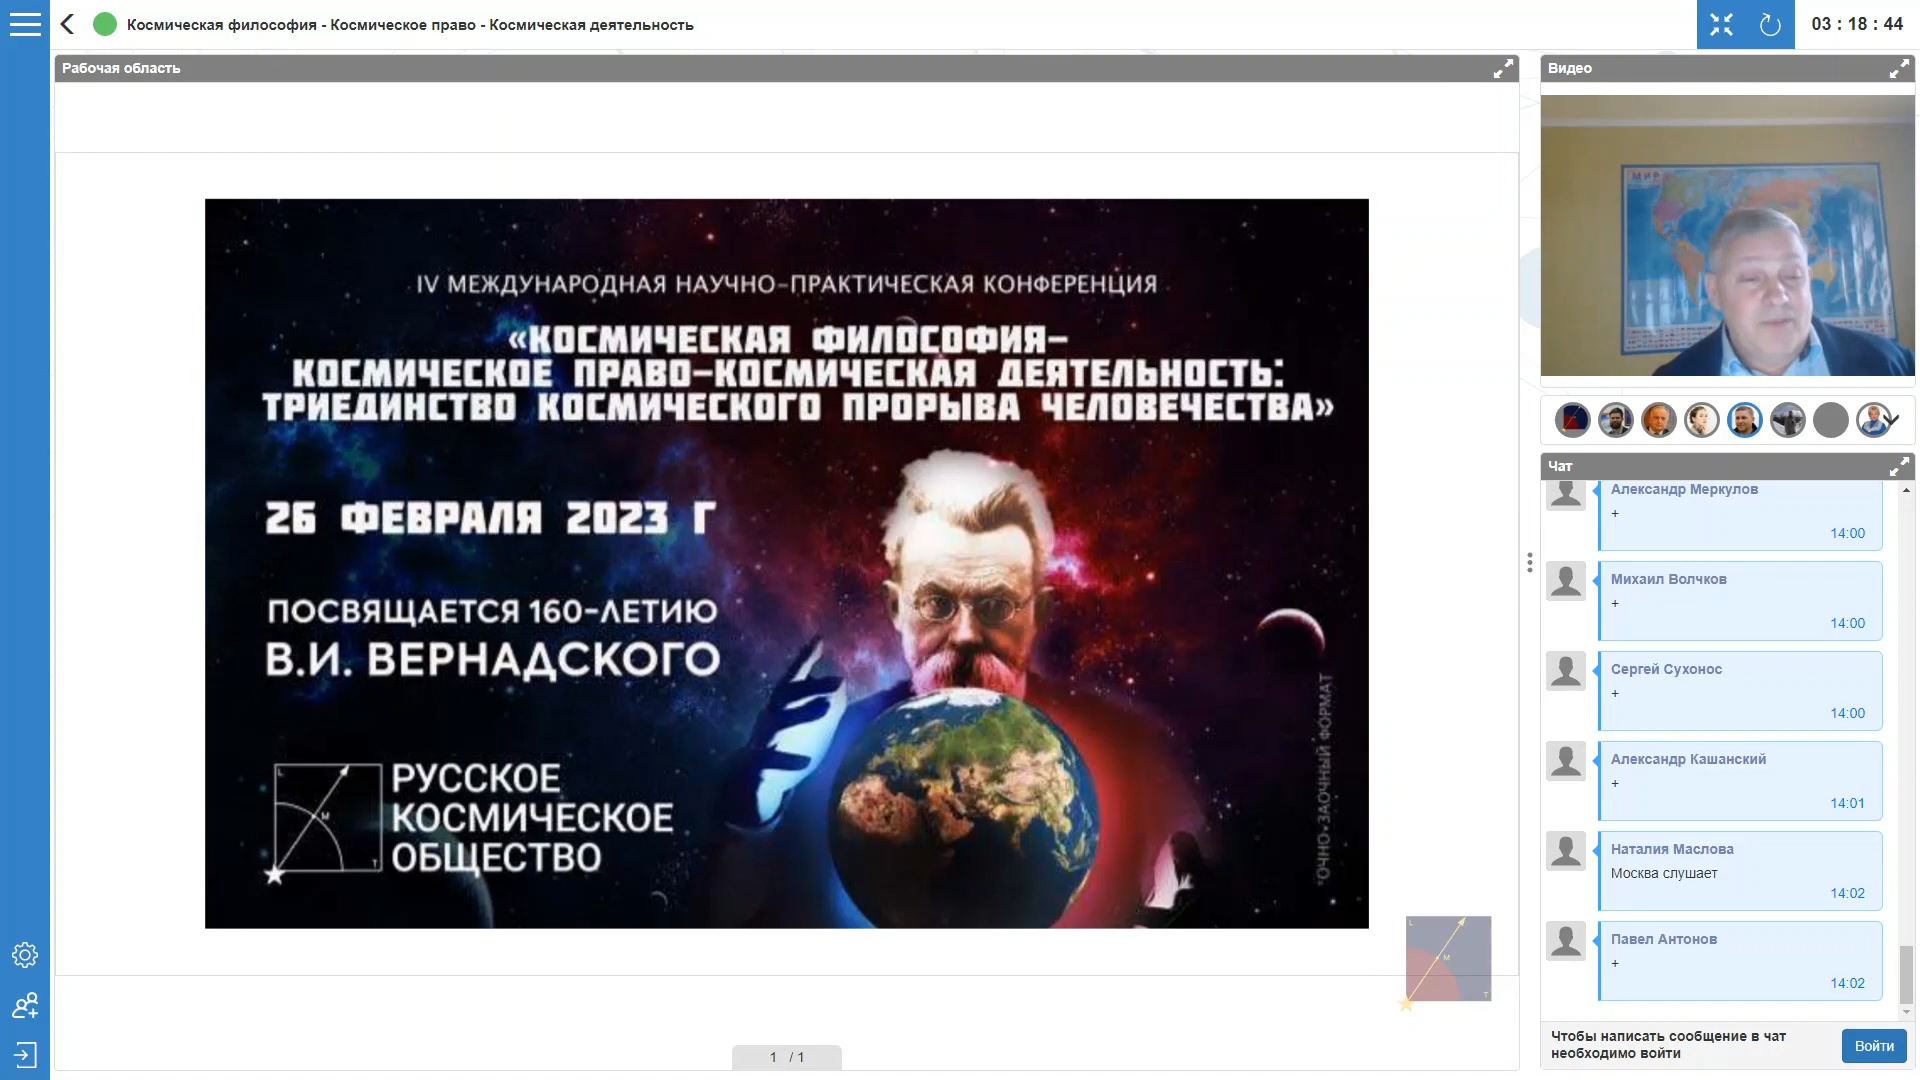 Космическая философия - Космическое право - Космическая деятельность
03 : 18 : 44
Рабочая область
IV МЕЖДУНАРОДНАЯ НАУЧНО-ПРАКТИЧЕСКАЯ КОНФЕРЕНЦИЯ
«КОСМИЧЕСКАЯ ФИЛОСОФИЯ–
КОСМИЧЕСКОЕ ПРАВО–КОСМИЧЕСКАЯ ДЕЯТЕЛЬНОСТЬ:
ТРИЕДИНСТВО КОСМИЧЕСКОГО ПРОРЫВА ЧЕЛОВЕЧЕСТВА»
26 ФЕВРАЛЯ 2023 Г
ПОСВЯЩАЕТСЯ 160-ЛЕТИЮ
В.И. ВЕРНАДСКОГО
L
M
T
РУССКОЕ
КОСМИЧЕСКОЕ
ОБЩЕСТВО
*ОЧНО-ЗАОЧНЫЙ ФОРМАТ
L
M
T
1 / 1
Видео
МИР
Чат
Александр Меркулов
+
14:00
Михаил Волчков
+
14:00
Сергей Сухонос
+
14:00
Александр Кашанский
+
14:01
Наталия Маслова
Москва слушает
14:02
Павел Антонов
+
14:02
Чтобы написать сообщение в чат
необходимо войти
Войти